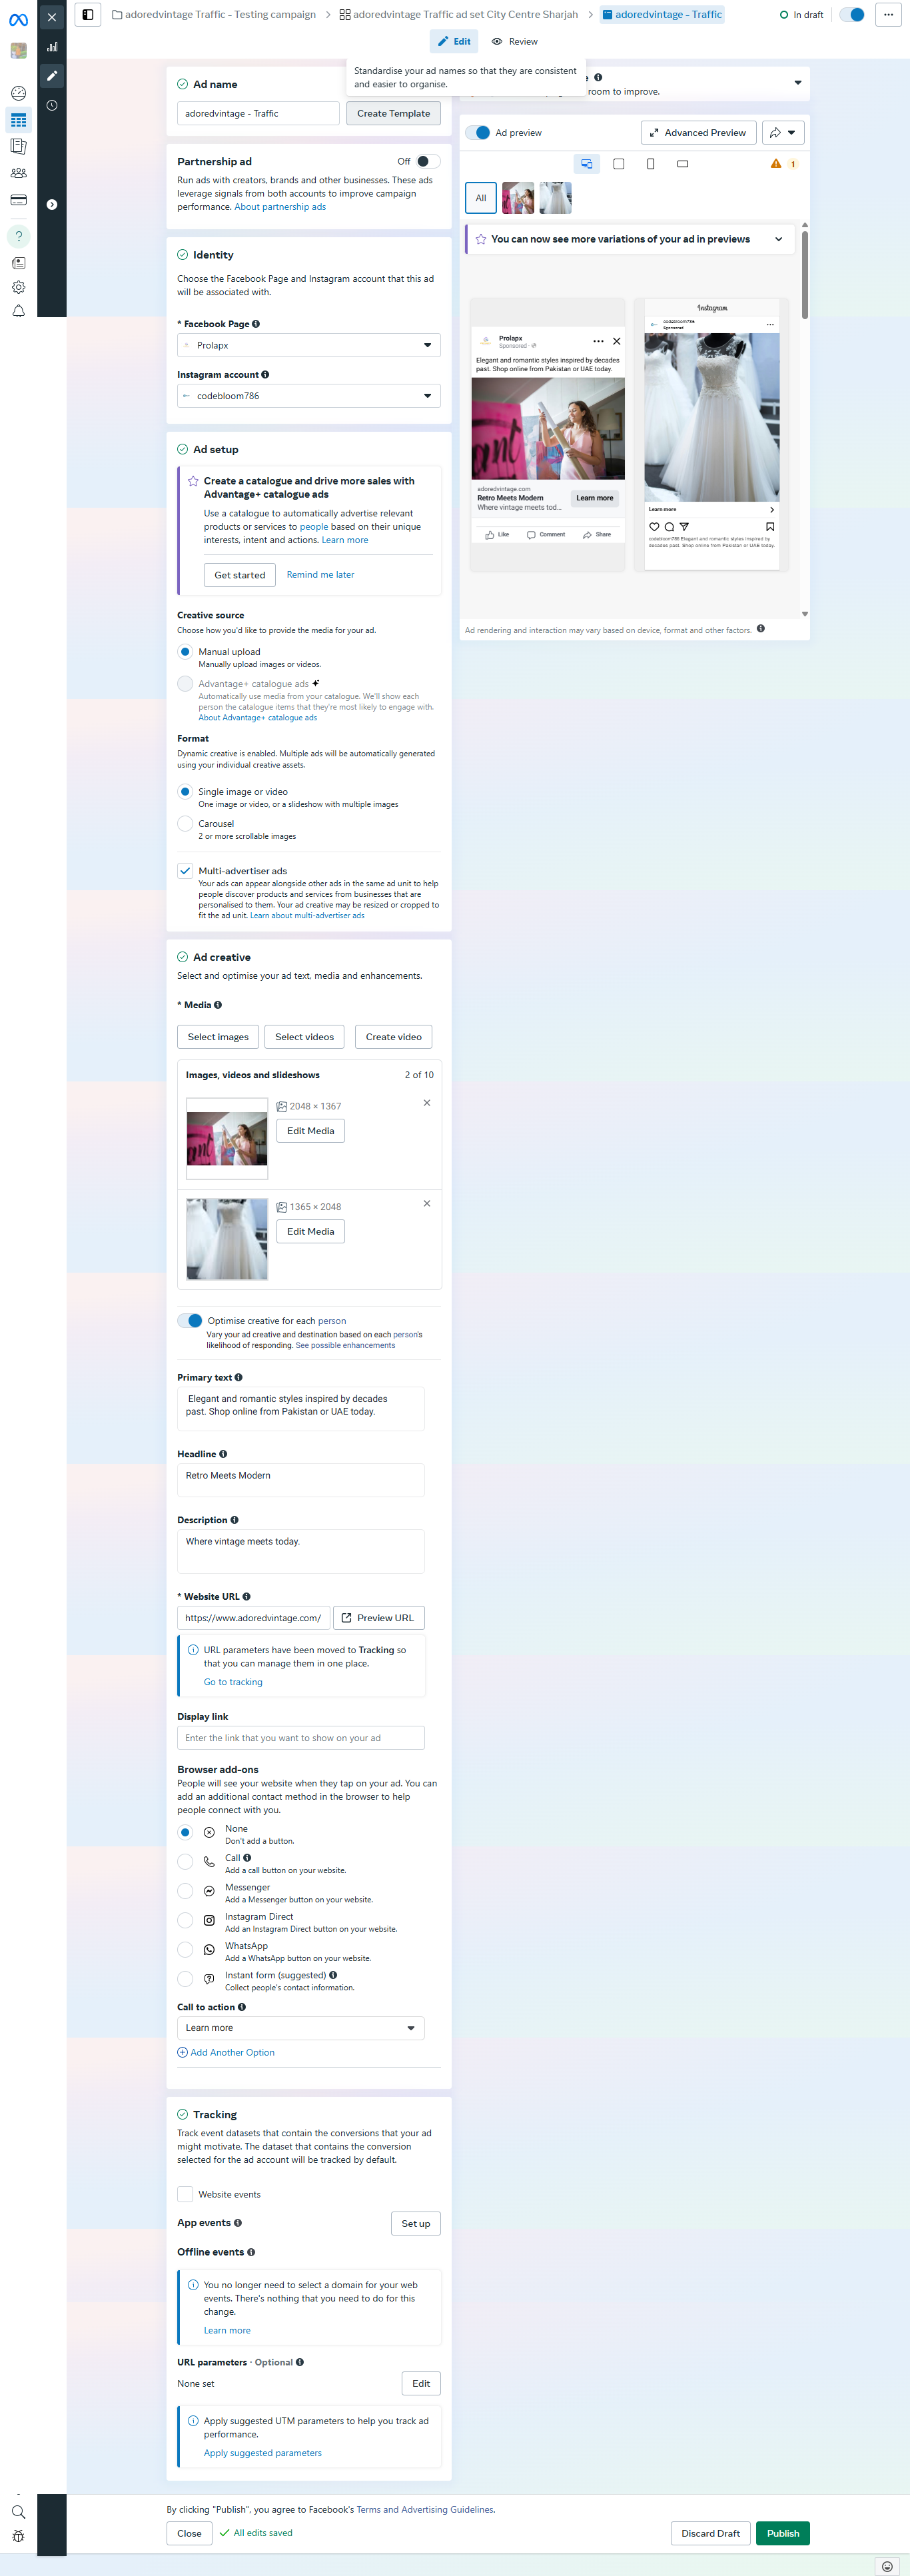 adoredvintage Traffic - Testing campaign
adoredvintage Traffic ad set City Centre Sharjah
adoredvintage - Traffic
In draft
Edit
Review
Standardise your ad names so that they are consistent
and easier to organise.
room to improve.
Ad name
adoredvintage - Traffic
Create Template
Partnership ad
Off
Run ads with creators, brands and other businesses. These ads
leverage signals from both accounts to improve campaign
performance. About partnership ads
Identity
Choose the Facebook Page and Instagram account that this ad
will be associated with.
* Facebook Page
Prolapx
Instagram account
codebloom786
Ad setup
Create a catalogue and drive more sales with
Advantage+ catalogue ads
Use a catalogue to automatically advertise relevant
products or services to people based on their unique
interests, intent and actions. Learn more
Get started
Remind me later
Creative source
Choose how you'd like to provide the media for your ad.
Manual upload
Manually upload images or videos.
Advantage+ catalogue ads
Automatically use media from your catalogue. We'll show each
person the catalogue items that they're most likely to engage with.
About Advantage+ catalogue ads
Format
Dynamic creative is enabled. Multiple ads will be automatically generated
using your individual creative assets.
Single image or video
One image or video, or a slideshow with multiple images
Carousel
2 or more scrollable images
Multi-advertiser ads
Your ads can appear alongside other ads in the same ad unit to help
people discover products and services from businesses that are
personalised to them. Your ad creative may be resized or cropped to
fit the ad unit. Learn about multi-advertiser ads
Ad creative
Select and optimise your ad text, media and enhancements.
* Media
Select images
Select videos
Create video
Images, videos and slideshows
2 of 10
2048 × 1367
Edit Media
1365 × 2048
Edit Media
Optimise creative for each person
Vary your ad creative and destination based on each person's
likelihood of responding. See possible enhancements
Primary text
Elegant and romantic styles inspired by decades
past. Shop online from Pakistan or UAE today.
Headline
Retro Meets Modern
Description
Where vintage meets today.
* Website URL
https://www.adoredvintage.com/
Preview URL
URL parameters have been moved to Tracking so
that you can manage them in one place.
Go to tracking
Display link
Enter the link that you want to show on your ad
Browser add-ons
People will see your website when they tap on your ad. You can
add an additional contact method in the browser to help
people connect with you.
None
Don't add a button.
Call
Add a call button on your website.
Messenger
Add a Messenger button on your website.
Instagram Direct
Add an Instagram Direct button on your website.
WhatsApp
Add a WhatsApp button on your website.
Instant form (suggested)
Collect people's contact information.
Call to action
Learn more
Add Another Option
Tracking
Track event datasets that contain the conversions that your ad
might motivate. The dataset that contains the conversion
selected for the ad account will be tracked by default.
Website events
App events
Set up
Offline events
You no longer need to select a domain for your web
events. There's nothing that you need to do for this
change.
Learn more
URL parameters · Optional
None set
Edit
Apply suggested UTM parameters to help you track ad
performance.
Apply suggested parameters
Ad preview
Advanced Preview
1
All
You can now see more variations of your ad in previews
Prolapx
Sponsored
Elegant and romantic styles inspired by decades
past. Shop online from Pakistan or UAE today.
ant
adoredvintage.com
Retro Meets Modern
Where vintage meets tod...
Learn more
Like
Comment
Share
Instagram
codebloom786
Sponsored
Learn more
codebloom786 Elegant and romantic styles inspired by
decades past. Shop online from Pakistan or UAE today.
Ad rendering and interaction may vary based on device, format and other factors.
By clicking "Publish", you agree to Facebook's Terms and Advertising Guidelines.
Close
All edits saved
Discard Draft
Publish